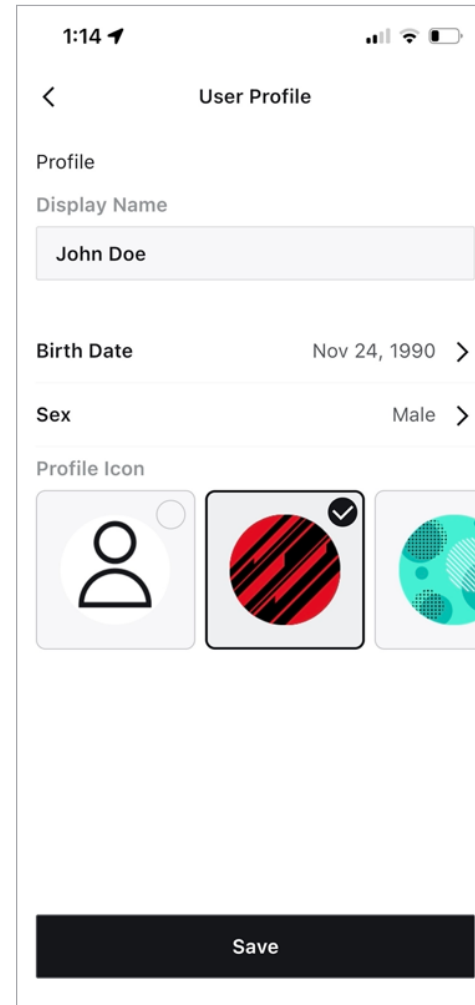 1:14
User Profile
Profile
Display Name
John Doe
Birth Date Nov 24, 1990
Sex Male
Profile Icon
Save